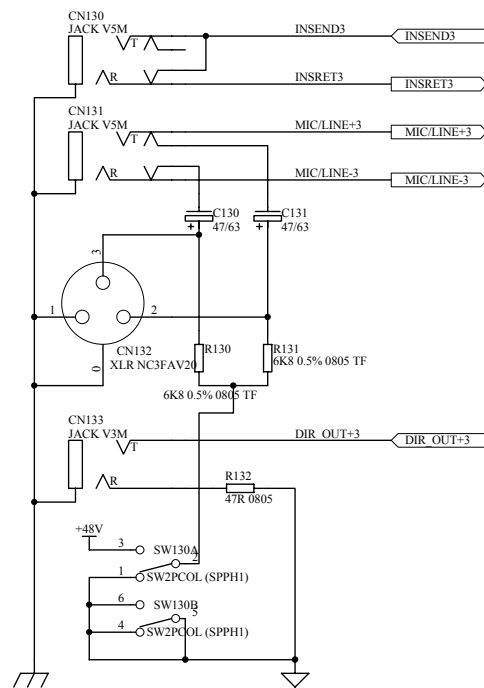 CN130
JACK V5M
T
INSEND3
INSEND3
R
INSRET3
INSRET3
CN131
JACK V5M
T
MIC/LINE+3
MIC/LINE+3
R
MIC/LINE-3
MIC/LINE-3
C130
47/63
+
C131
47/63
+
3
1
2
0
CN132
XLR NC3FAV20
R130
6K8 0.5% 0805 TF
R131
6K8 0.5% 0805 TF
CN133
JACK V3M
T
DIR_OUT+3
DIR_OUT+3
R
R132
47R 0805
+48V
3
SW130A
2
1
SW2PCOL (SPPH1)
6
SW130B
5
4
SW2PCOL (SPPH1)